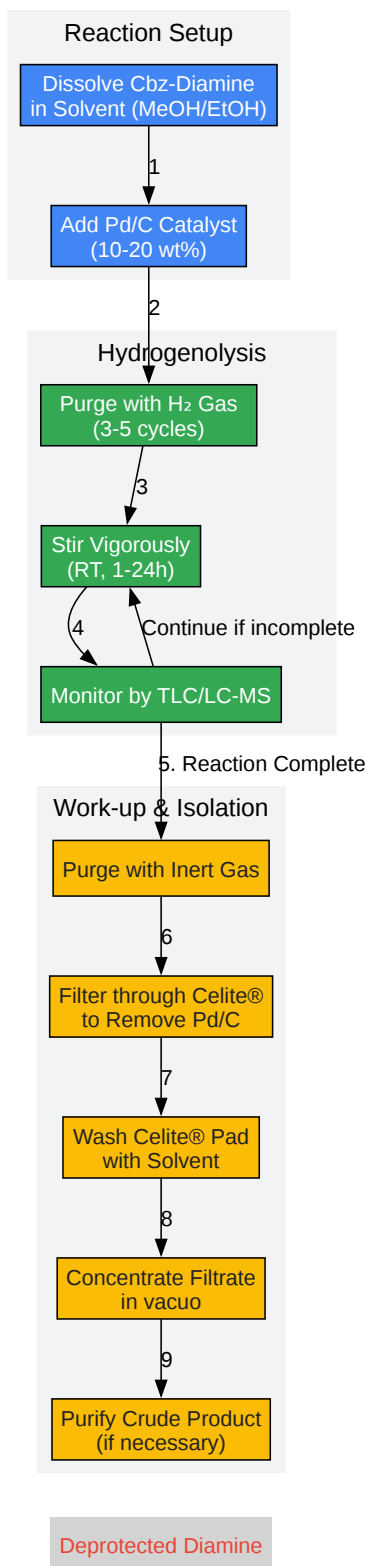 Reaction Setup
Dissolve Cbz-Diamine
in Solvent (MeOH/EtOH)
1
Add Pd/C Catalyst
(10-20 wt%)
2
Hydrogenolysis
Purge with H₂ Gas
(3-5 cycles)
3
Stir Vigorously
(RT, 1-24h)
4
Continue if incomplete
Monitor by TLC/LC-MS
5. Reaction Complete
Work-up & Isolation
Purge with Inert Gas
6
Filter through Celite®
to Remove Pd/C
7
Wash Celite® Pad
with Solvent
8
Concentrate Filtrate
in vacuo
9
Purify Crude Product
(if necessary)
Deprotected Diamine